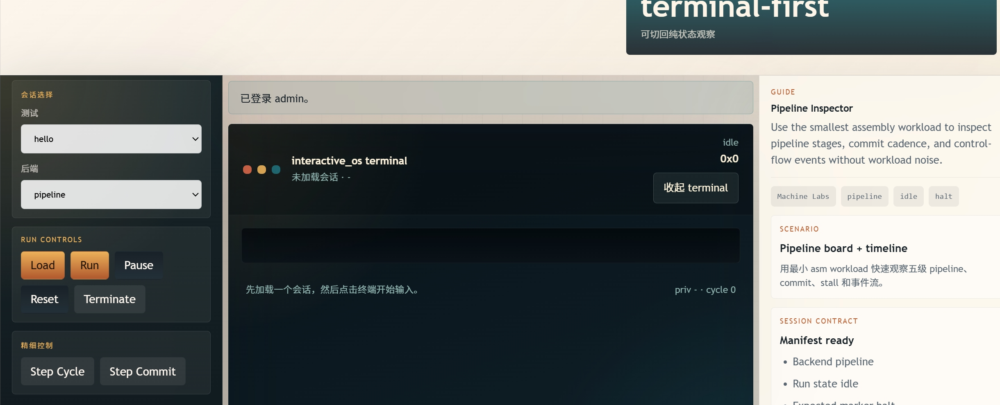 terminal-first
可切回纯状态观察
会话选择
测试
hello
后端
pipeline
RUN CONTROLS
Load
Run
Pause
Reset
Terminate
精细控制
Step Cycle
Step Commit
已登录 admin。
interactive_os terminal
未加载会话 · -
idle
0x0
收起 terminal
先加载一个会话，然后点击终端开始输入。
priv - · cycle 0
GUIDE
Pipeline Inspector
Use the smallest assembly workload to inspect
pipeline stages, commit cadence, and control-
flow events without workload noise.
Machine Labs
pipeline
idle
halt
SCENARIO
Pipeline board + timeline
用最小 asm workload 快速观察五级 pipeline、
commit、stall 和事件流。
SESSION CONTRACT
Manifest ready
• Backend pipeline
• Run state idle
• Expected marker halt